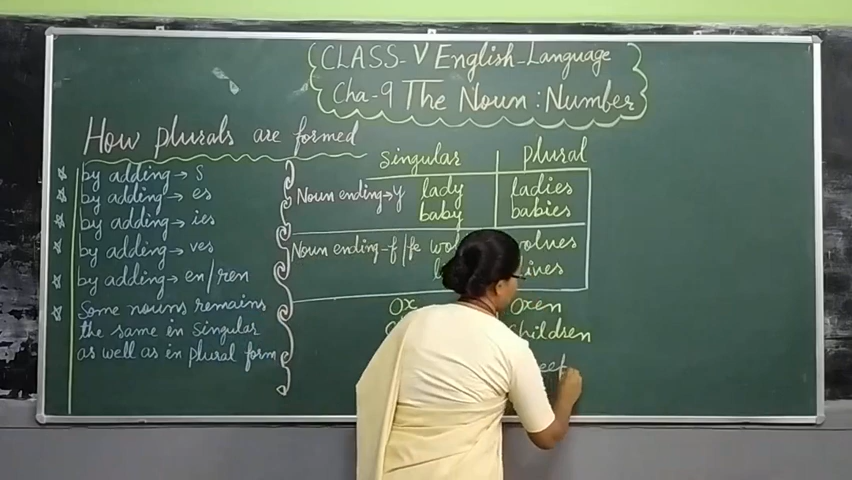 CLASS-V English-Language
Cha-9 The Noun : Number
How plurals are formed
☆ by adding → s
☆ by adding → es
☆ by adding → ies
☆ by adding → ves
☆ by adding → en/ren
☆ Some nouns remains
the same in singular
as well as in plural form
Singular plural
Noun ending → y lady ladies
baby babies
Noun ending - f/fe
Ox Oxen
children